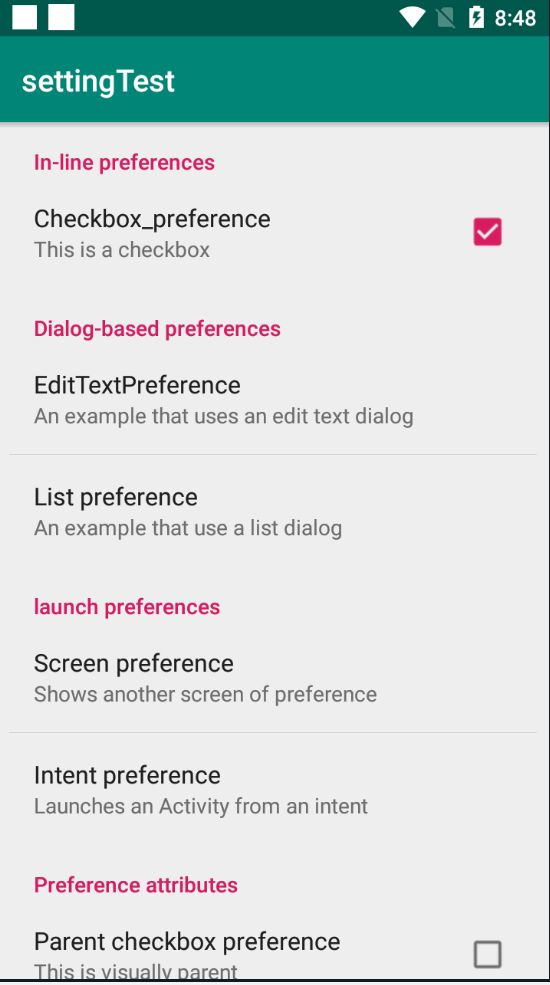 8:48
settingTest
In-line preferences
Checkbox_preference
This is a checkbox
Dialog-based preferences
EditTextPreference
An example that uses an edit text dialog
List preference
An example that use a list dialog
launch preferences
Screen preference
Shows another screen of preference
Intent preference
Launches an Activity from an intent
Preference attributes
Parent checkbox preference
This is visually parent